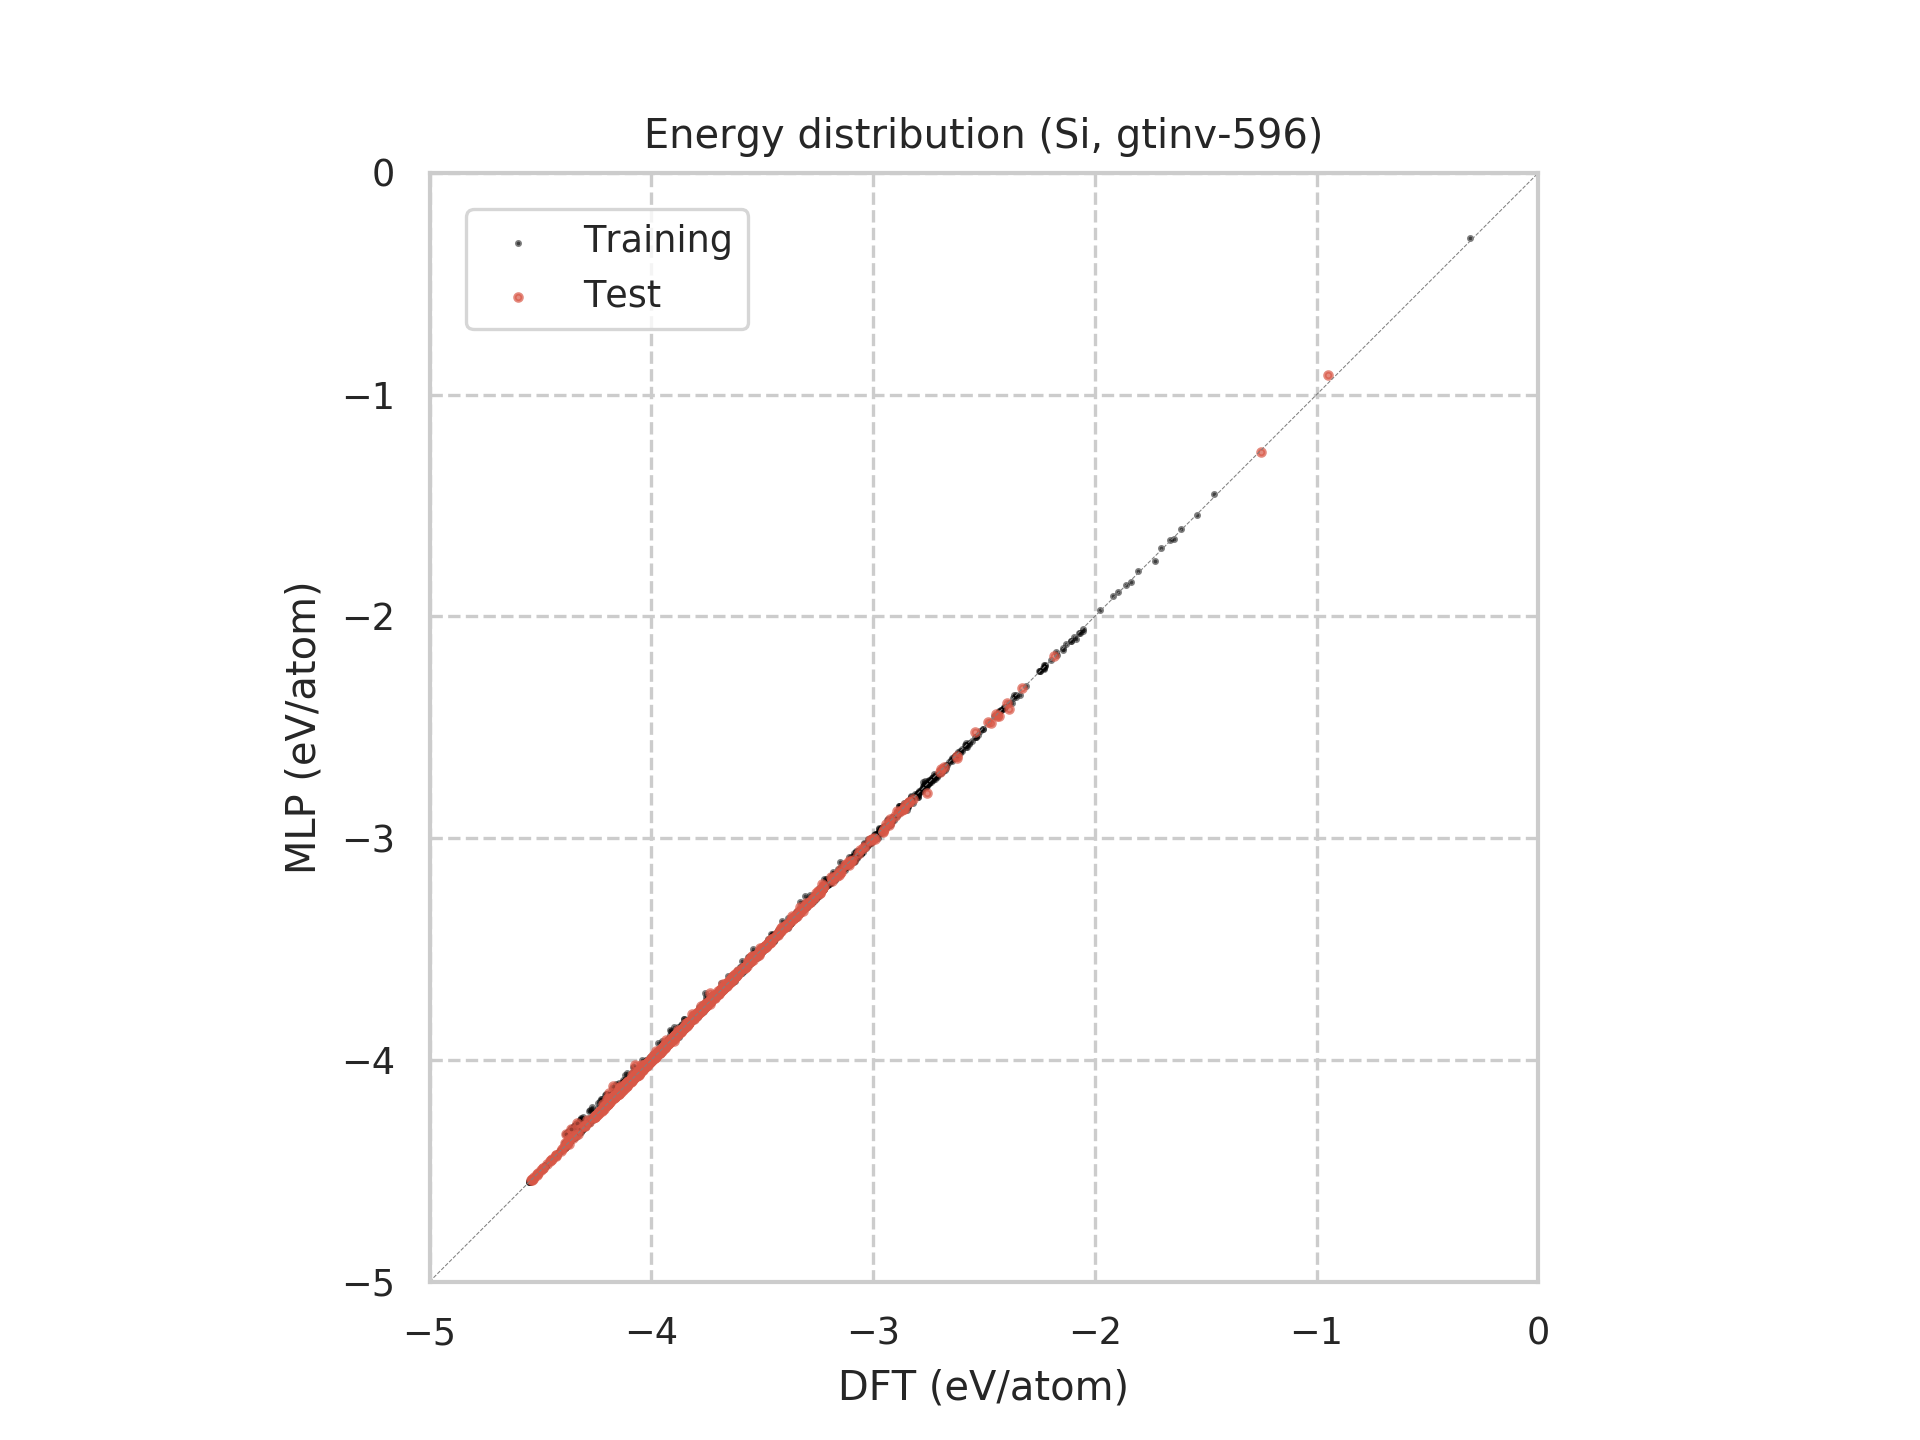 Energy distribution (Si, gtinv-596)
Training
Test
MLP (eV/atom)
0
−1
−2
−3
−4
−5
−5 −4 −3 −2 −1 0
DFT (eV/atom)